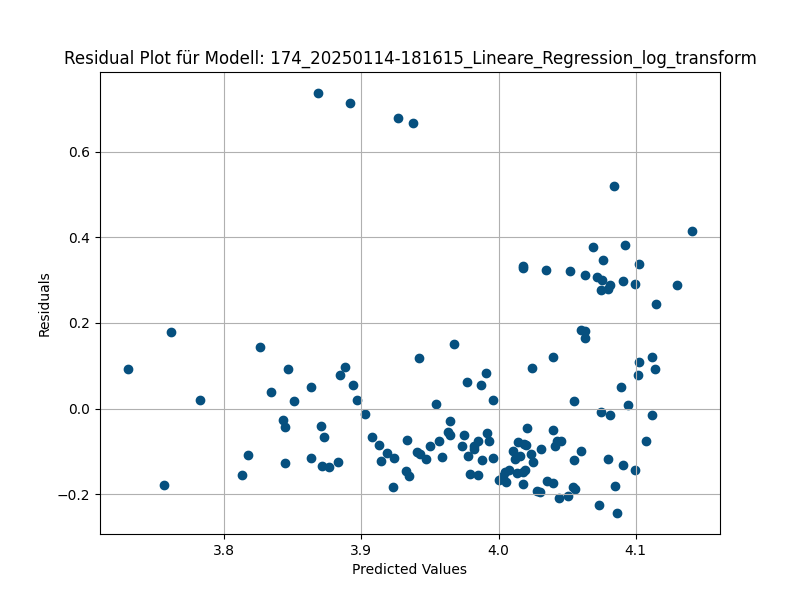 Residual Plot für Modell: 174_20250114-181615_Lineare_Regression_log_transform
Residuals
0.6
0.4
0.2
0.0
−0.2
3.8 3.9 4.0 4.1
Predicted Values